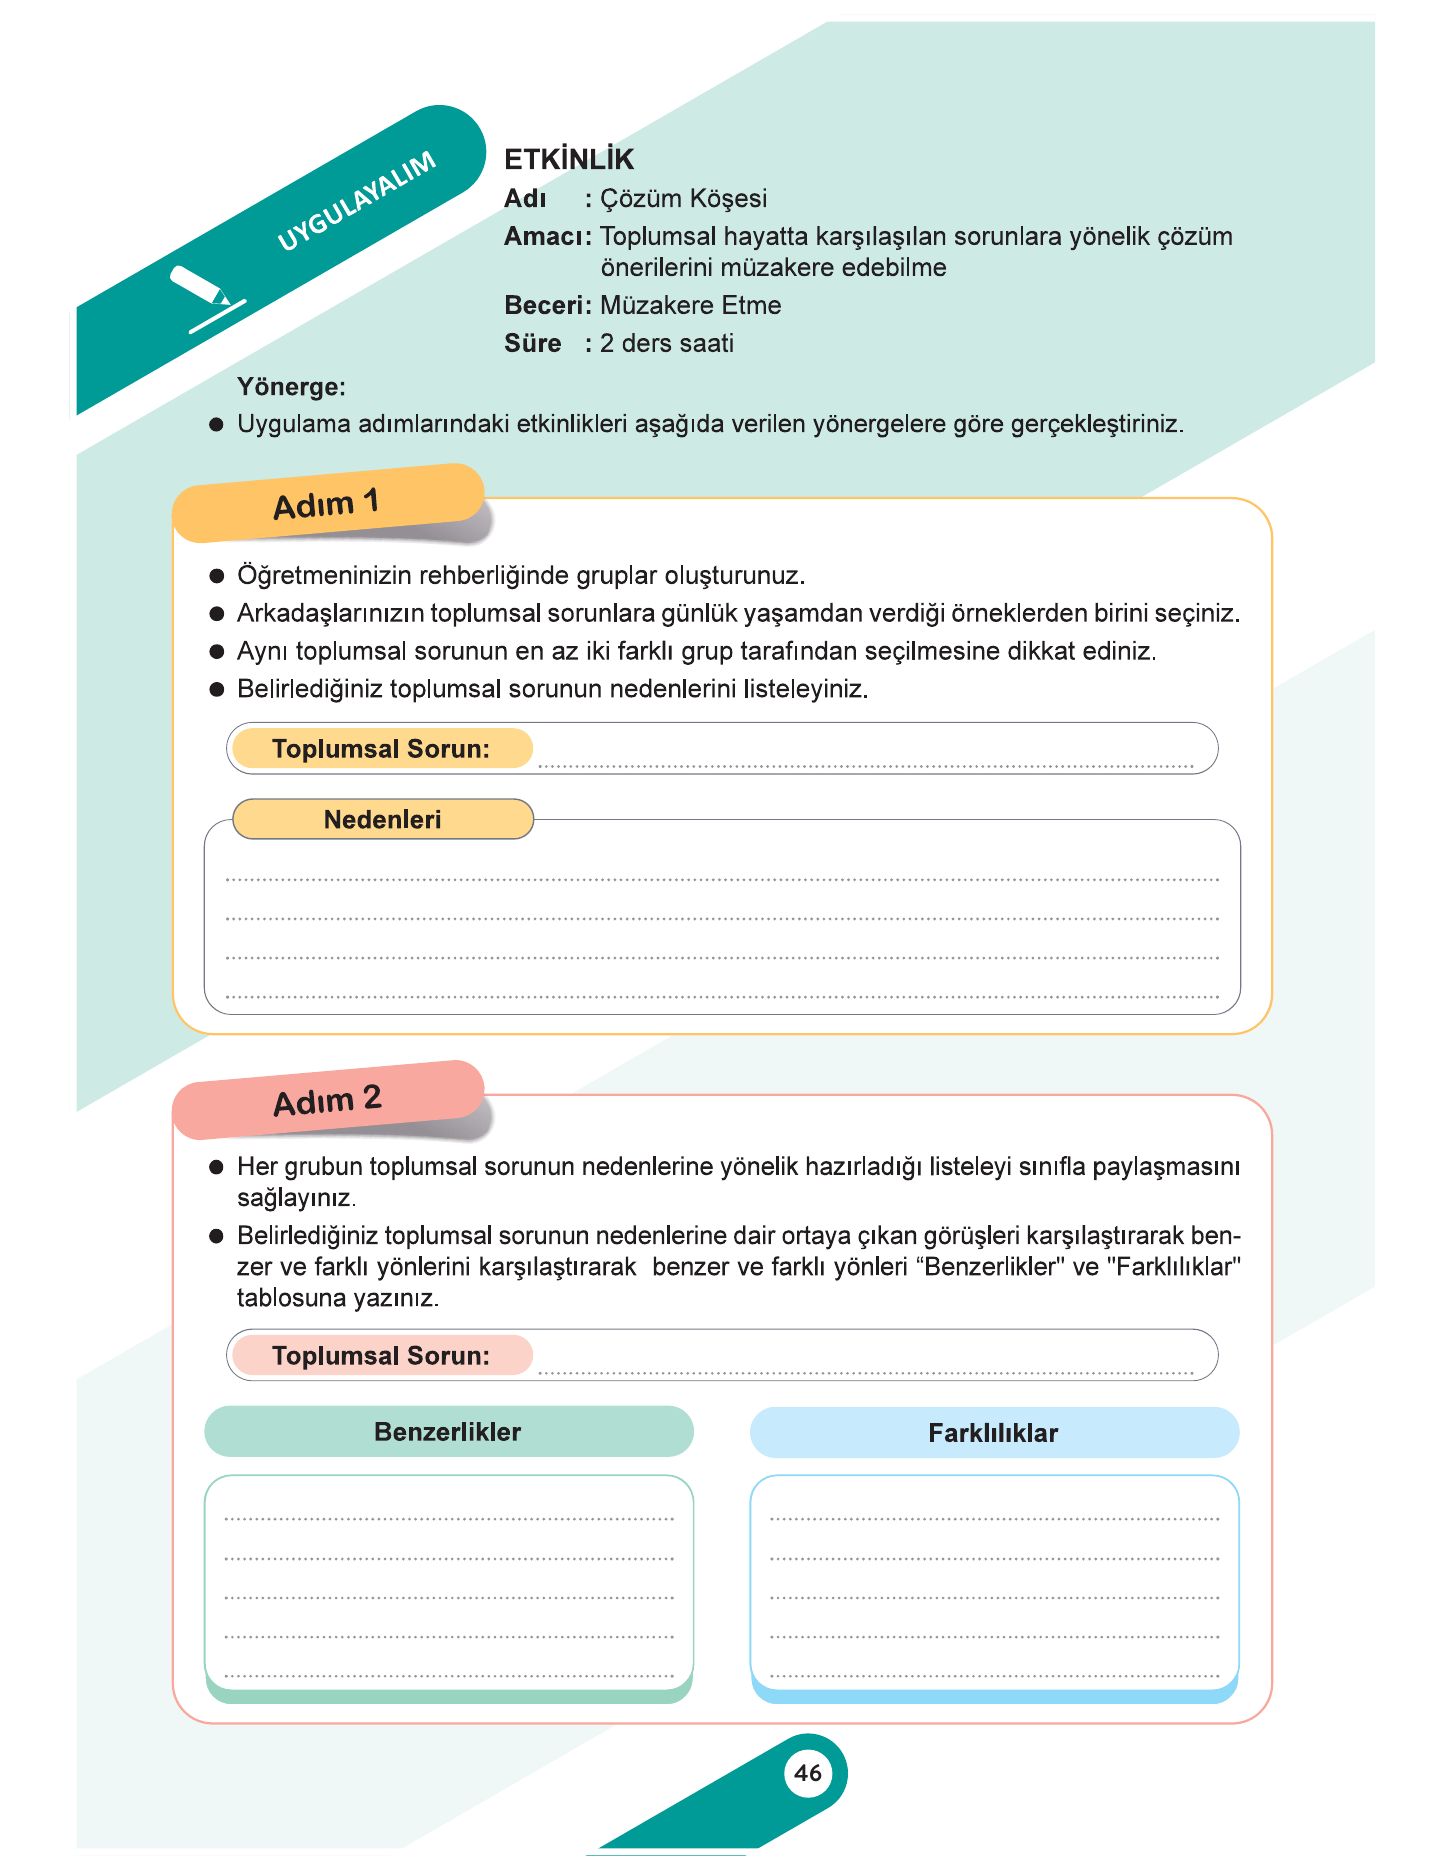 UYGULAYALIM
ETKİNLİK
Adı : Çözüm Köşesi
Amacı: Toplumsal hayatta karşılaşılan sorunlara yönelik çözüm
önerilerini müzakere edebilme
Beceri: Müzakere Etme
Süre : 2 ders saati
Yönerge:
● Uygulama adımlarındaki etkinlikleri aşağıda verilen yönergelere göre gerçekleştiriniz.
Adım 1
● Öğretmeninizin rehberliğinde gruplar oluşturunuz.
● Arkadaşlarınızın toplumsal sorunlara günlük yaşamdan verdiği örneklerden birini seçiniz.
● Aynı toplumsal sorunun en az iki farklı grup tarafından seçilmesine dikkat ediniz.
● Belirlediğiniz toplumsal sorunun nedenlerini listeleyiniz.
Toplumsal Sorun:
Nedenleri
Adım 2
● Her grubun toplumsal sorunun nedenlerine yönelik hazırladığı listeleyi sınıfla paylaşmasını
sağlayınız.
● Belirlediğiniz toplumsal sorunun nedenlerine dair ortaya çıkan görüşleri karşılaştırarak ben-
zer ve farklı yönlerini karşılaştırarak benzer ve farklı yönleri “Benzerlikler" ve "Farklılıklar"
tablosuna yazınız.
Toplumsal Sorun:
Benzerlikler
Farklılıklar
46